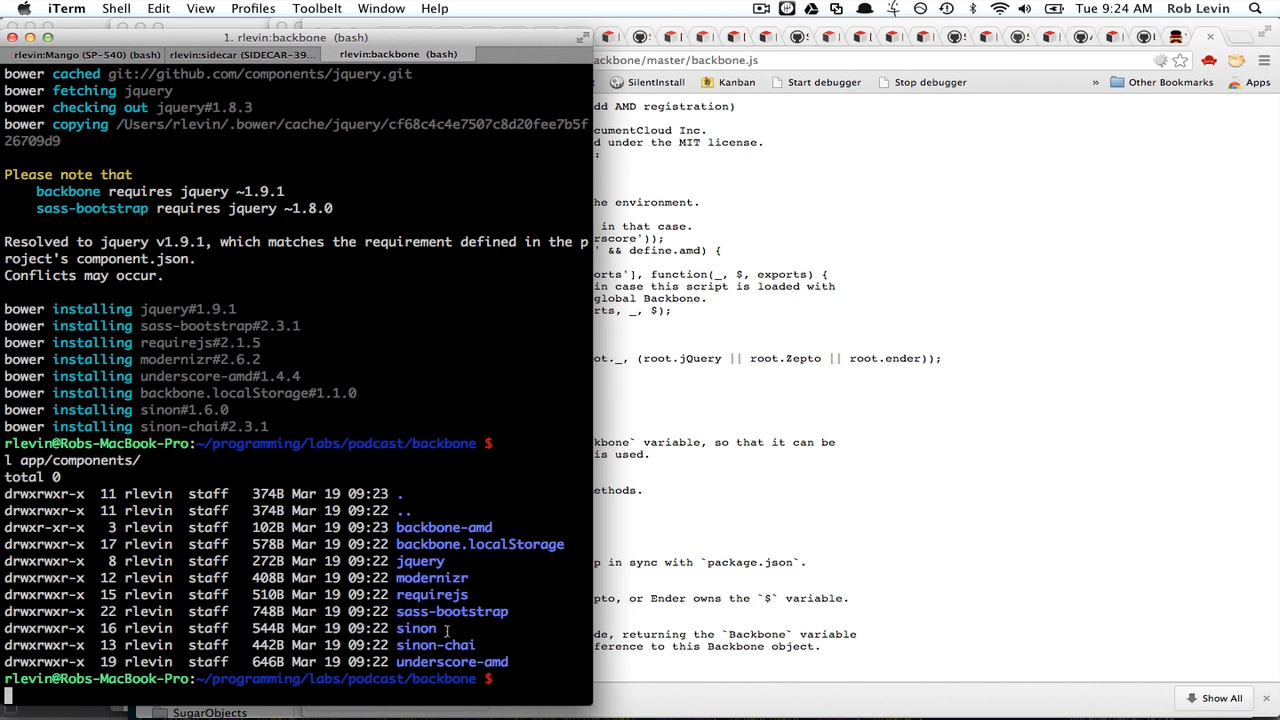 iTerm Shell Edit View Profiles Toolbelt Window Help Tue 9:24 AM Rob Levin
1. rlevin:backbone (bash)
rlevin:Mango (SP-540) (bash) rlevin:sidecar (SIDECAR-39... rlevin:backbone (bash)
bower cached git://github.com/components/jquery.git
bower fetching jquery
bower checking out jquery#1.8.3
bower copying /Users/rlevin/.bower/cache/jquery/cf68c4c4e7507c8d20fee7b5f
26709d9
Please note that
backbone requires jquery ~1.9.1
sass-bootstrap requires jquery ~1.8.0
Resolved to jquery v1.9.1, which matches the requirement defined in the p
roject's component.json.
Conflicts may occur.
bower installing jquery#1.9.1
bower installing sass-bootstrap#2.3.1
bower installing requirejs#2.1.5
bower installing modernizr#2.6.2
bower installing underscore-amd#1.4.4
bower installing backbone.localStorage#1.1.0
bower installing sinon#1.6.0
bower installing sinon-chai#2.3.1
rlevin@Robs-MacBook-Pro:~/programming/labs/podcast/backbone $
l app/components/
total 0
drwxrwxr-x 11 rlevin staff 374B Mar 19 09:23 .
drwxrwxr-x 11 rlevin staff 374B Mar 19 09:22 ..
drwxr-xr-x 3 rlevin staff 102B Mar 19 09:23 backbone-amd
drwxrwxr-x 17 rlevin staff 578B Mar 19 09:22 backbone.localStorage
drwxrwxr-x 8 rlevin staff 272B Mar 19 09:22 jquery
drwxrwxr-x 12 rlevin staff 408B Mar 19 09:22 modernizr
drwxrwxr-x 15 rlevin staff 510B Mar 19 09:22 requirejs
drwxrwxr-x 22 rlevin staff 748B Mar 19 09:22 sass-bootstrap
drwxrwxr-x 16 rlevin staff 544B Mar 19 09:22 sinon
drwxrwxr-x 13 rlevin staff 442B Mar 19 09:22 sinon-chai
drwxrwxr-x 19 rlevin staff 646B Mar 19 09:22 underscore-amd
rlevin@Robs-MacBook-Pro:~/programming/labs/podcast/backbone $
ackbone/master/backbone.js
SilentInstall Kanban Start debugger Start debugger » Other Bookmarks Apps
dd AMD registration)
ocumentCloud Inc.
d under the MIT license.
:
he environment.
in that case.
rscore'));
' && define.amd) {
orts'], function(_, $, exports) {
in case this script is loaded with
global Backbone.
rts, _, $);
ot._, (root.jQuery || root.Zepto || root.ender));
kbone` variable, so that it can be
is used.
ethods.
p in sync with `package.json`.
pto, or Ender owns the `$` variable.
de, returning the `Backbone` variable
ference to this Backbone object.
Show All
SugarObjects